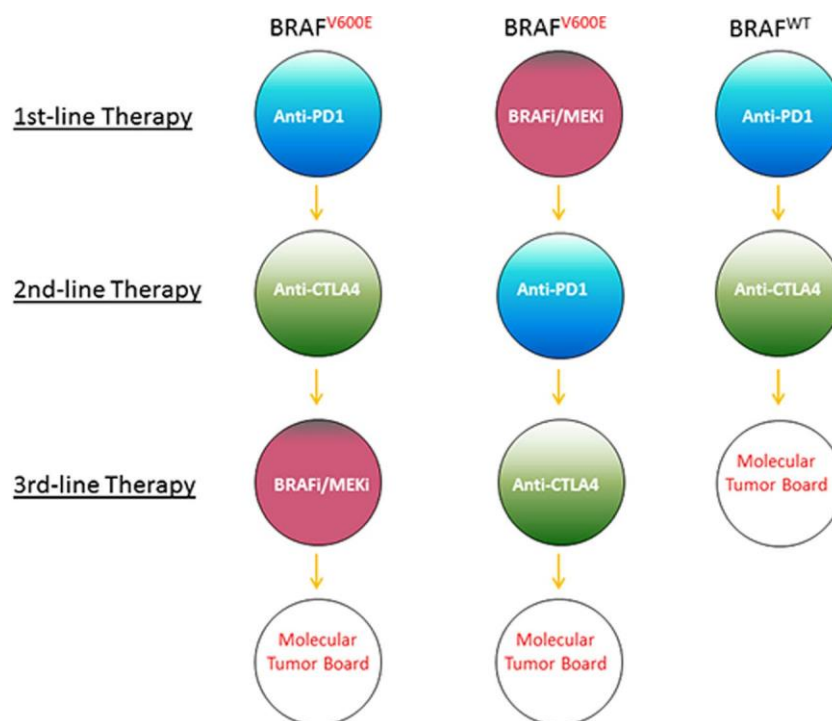 BRAFV600E BRAFV600E BRAFWT
1st-line Therapy Anti-PD1 BRAFi/MEKi Anti-PD1
2nd-line Therapy Anti-CTLA4 Anti-PD1 Anti-CTLA4
3rd-line Therapy BRAFi/MEKi Anti-CTLA4 Molecular
Tumor Board
Molecular
Tumor Board
Molecular
Tumor Board